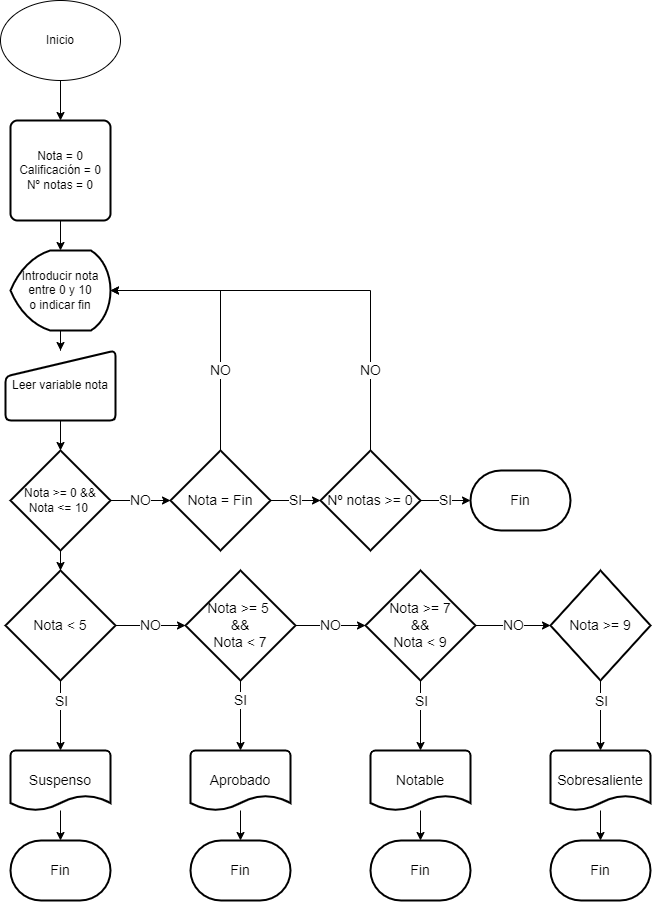 Inicio
Nota = 0
Calificación = 0
Nº notas = 0
Introducir nota
entre 0 y 10
o indicar fin
NO
NO
Leer variable nota
Nota >= 0 &&
Nota <= 10
NO
Nota = Fin
SI
Nº notas >= 0
SI
Fin
Nota < 5
NO
Nota >= 5
&&
Nota < 7
NO
Nota >= 7
&&
Nota < 9
NO
Nota >= 9
SI
SI
SI
SI
Suspenso
Aprobado
Notable
Sobresaliente
Fin
Fin
Fin
Fin